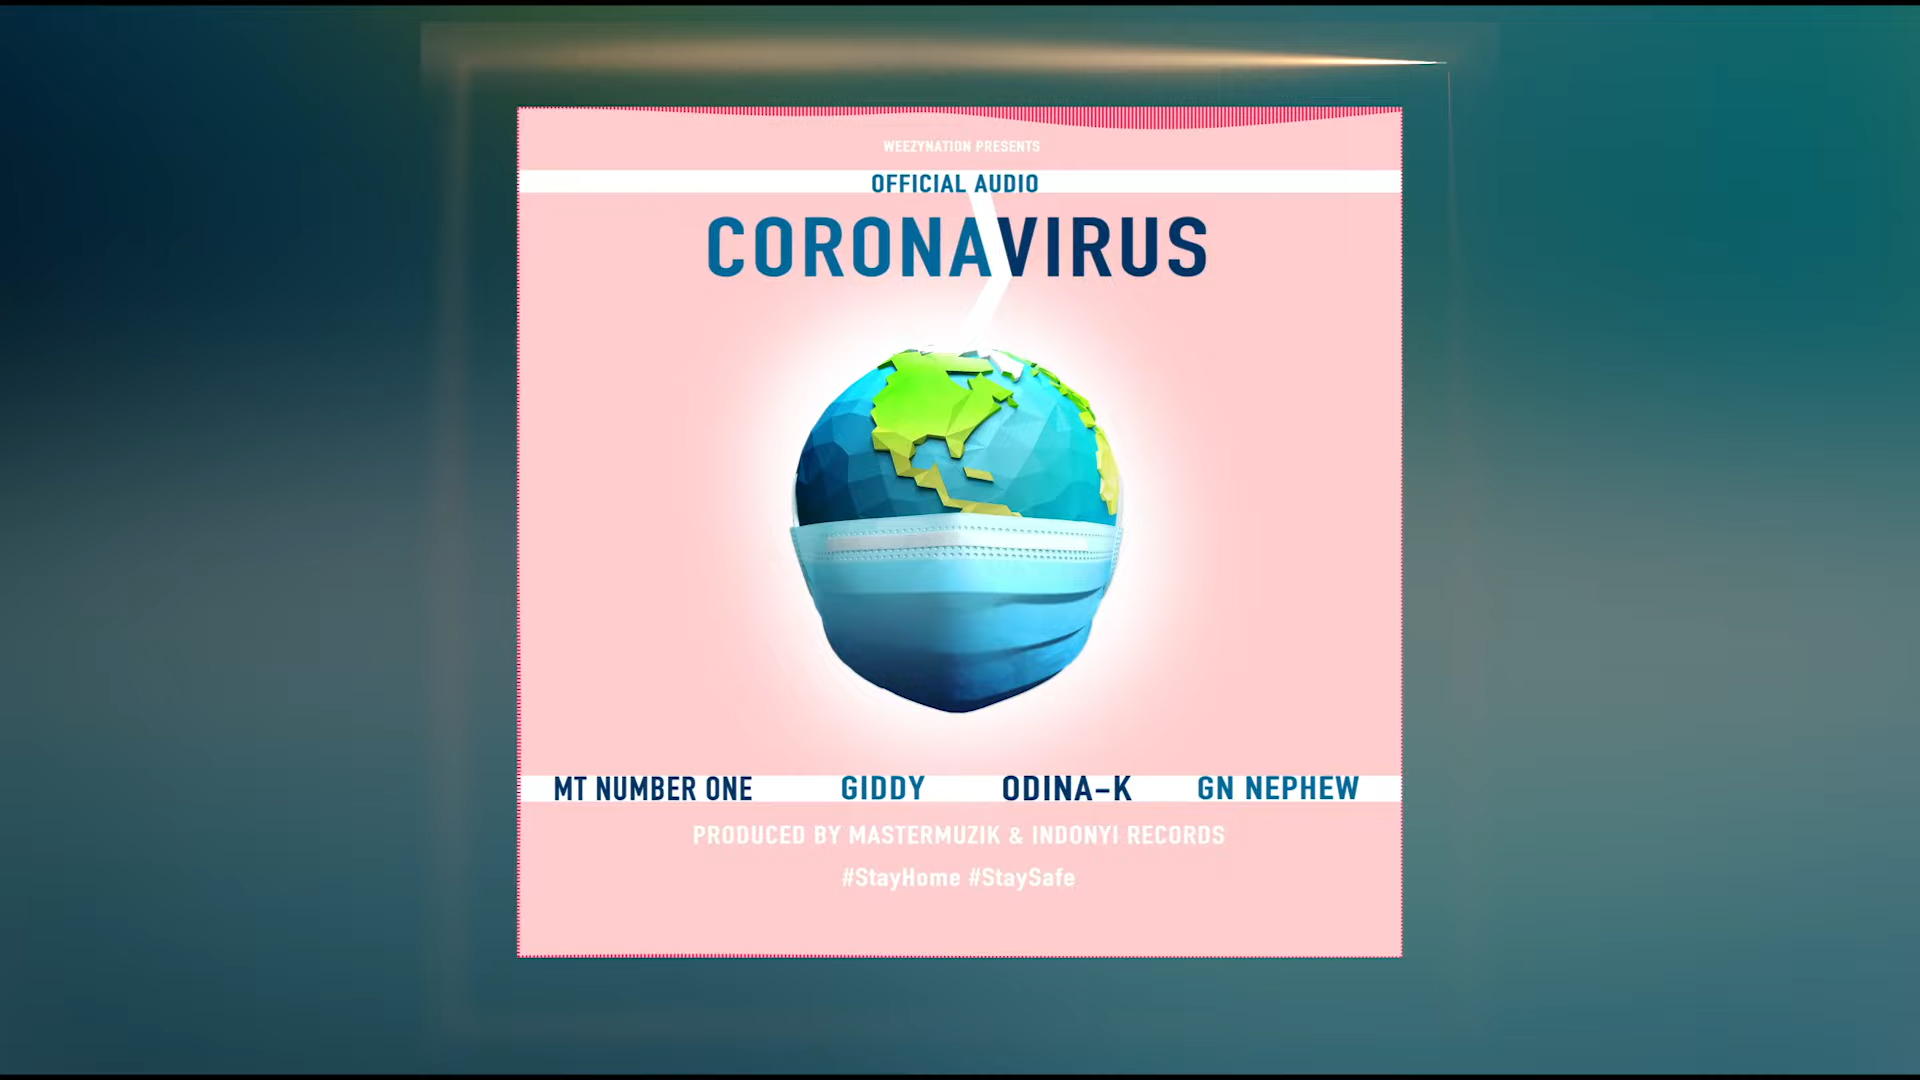 WEEZYNATION PRESENTS
OFFICIAL AUDIO
CORONAVIRUS
MT NUMBER ONE GIDDY ODINA-K GN NEPHEW
PRODUCED BY MASTERMUZIK & INDONYI RECORDS
#StayHome #StaySafe